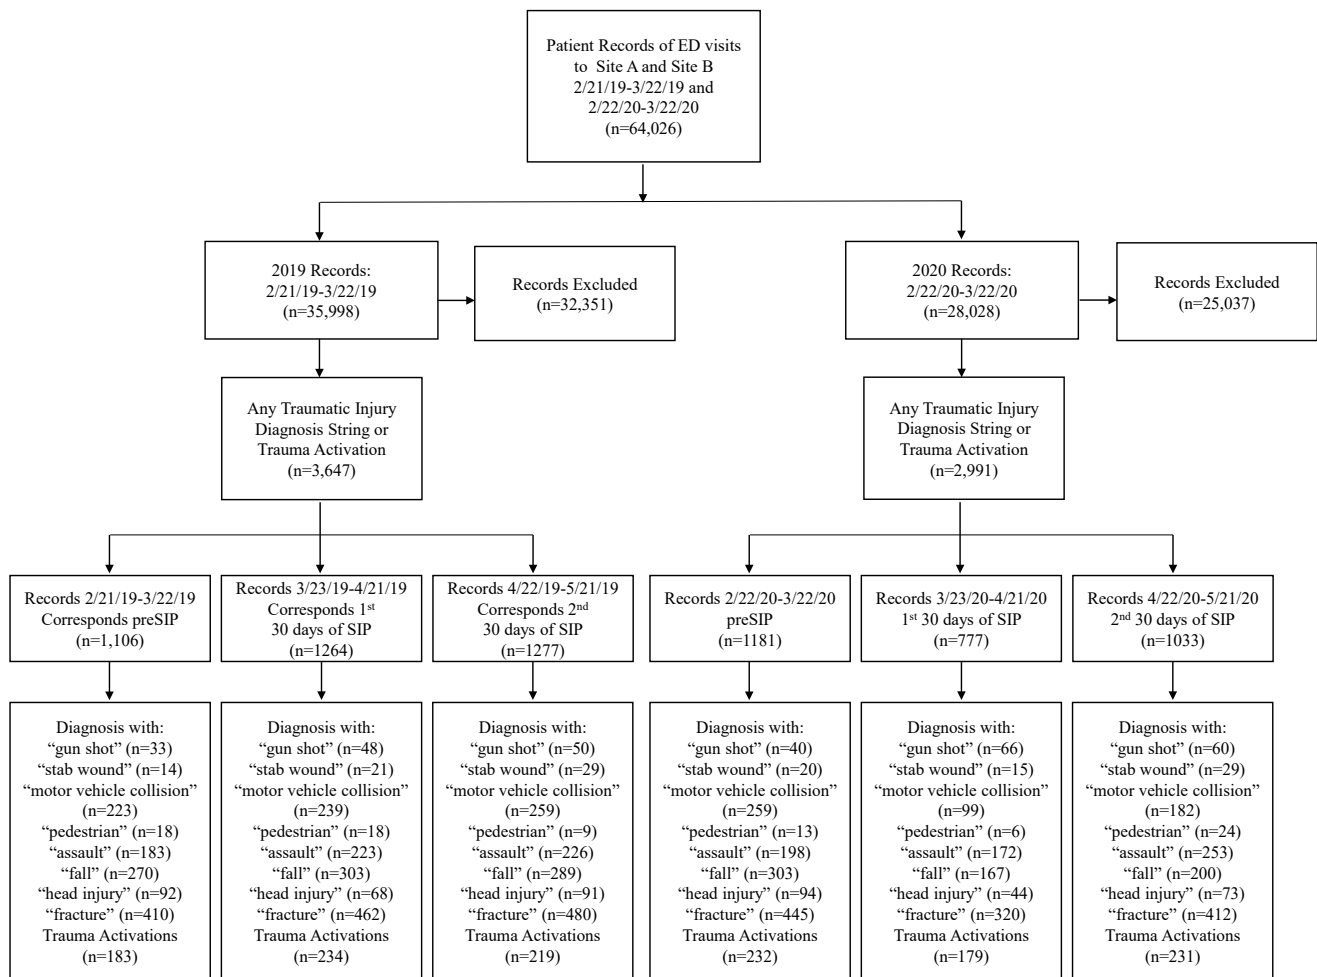 Patient Records of ED visits
to Site A and Site B
2/21/19-3/22/19 and
2/22/20-3/22/20
(n=64,026)
2019 Records:
2/21/19-3/22/19
(n=35,998)
Records Excluded
(n=32,351)
2020 Records:
2/22/20-3/22/20
(n=28,028)
Records Excluded
(n=25,037)
Any Traumatic Injury
Diagnosis String or
Trauma Activation
(n=3,647)
Any Traumatic Injury
Diagnosis String or
Trauma Activation
(n=2,991)
Records 2/21/19-3/22/19
Corresponds preSIP
(n=1,106)
Records 3/23/19-4/21/19
Corresponds 1st
30 days of SIP
(n=1264)
Records 4/22/19-5/21/19
Corresponds 2nd
30 days of SIP
(n=1277)
Records 2/22/20-3/22/20
preSIP
(n=1181)
Records 3/23/20-4/21/20
1st 30 days of SIP
(n=777)
Records 4/22/20-5/21/20
2nd 30 days of SIP
(n=1033)
Diagnosis with:
“gun shot” (n=33)
“stab wound” (n=14)
“motor vehicle collision”
(n=223)
“pedestrian” (n=18)
“assault” (n=183)
“fall” (n=270)
“head injury” (n=92)
“fracture” (n=410)
Trauma Activations
(n=183)
Diagnosis with:
“gun shot” (n=48)
“stab wound” (n=21)
“motor vehicle collision”
(n=239)
“pedestrian” (n=18)
“assault” (n=223)
“fall” (n=303)
“head injury” (n=68)
“fracture” (n=462)
Trauma Activations
(n=234)
Diagnosis with:
“gun shot” (n=50)
“stab wound” (n=29)
“motor vehicle collision”
(n=259)
“pedestrian” (n=9)
“assault” (n=226)
“fall” (n=289)
“head injury” (n=91)
“fracture” (n=480)
Trauma Activations
(n=219)
Diagnosis with:
“gun shot” (n=40)
“stab wound” (n=20)
“motor vehicle collision”
(n=259)
“pedestrian” (n=13)
“assault” (n=198)
“fall” (n=303)
“head injury” (n=94)
“fracture” (n=445)
Trauma Activations
(n=232)
Diagnosis with:
“gun shot” (n=66)
“stab wound” (n=15)
“motor vehicle collision”
(n=99)
“pedestrian” (n=6)
“assault” (n=172)
“fall” (n=167)
“head injury” (n=44)
“fracture” (n=320)
Trauma Activations
(n=179)
Diagnosis with:
“gun shot” (n=60)
“stab wound” (n=29)
“motor vehicle collision”
(n=182)
“pedestrian” (n=24)
“assault” (n=253)
“fall” (n=200)
“head injury” (n=73)
“fracture” (n=412)
Trauma Activations
(n=231)